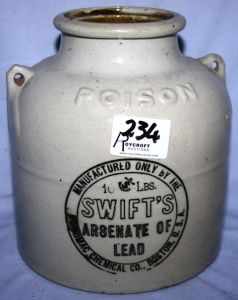 POISON
234
ROYCROFT
AUCTIONS
MANUFACTURED ONLY by THE
10 LBS.
SWIFT'S
ARSENATE OF
LEAD
CHEMICAL CO., BOSTON, U.S.A.